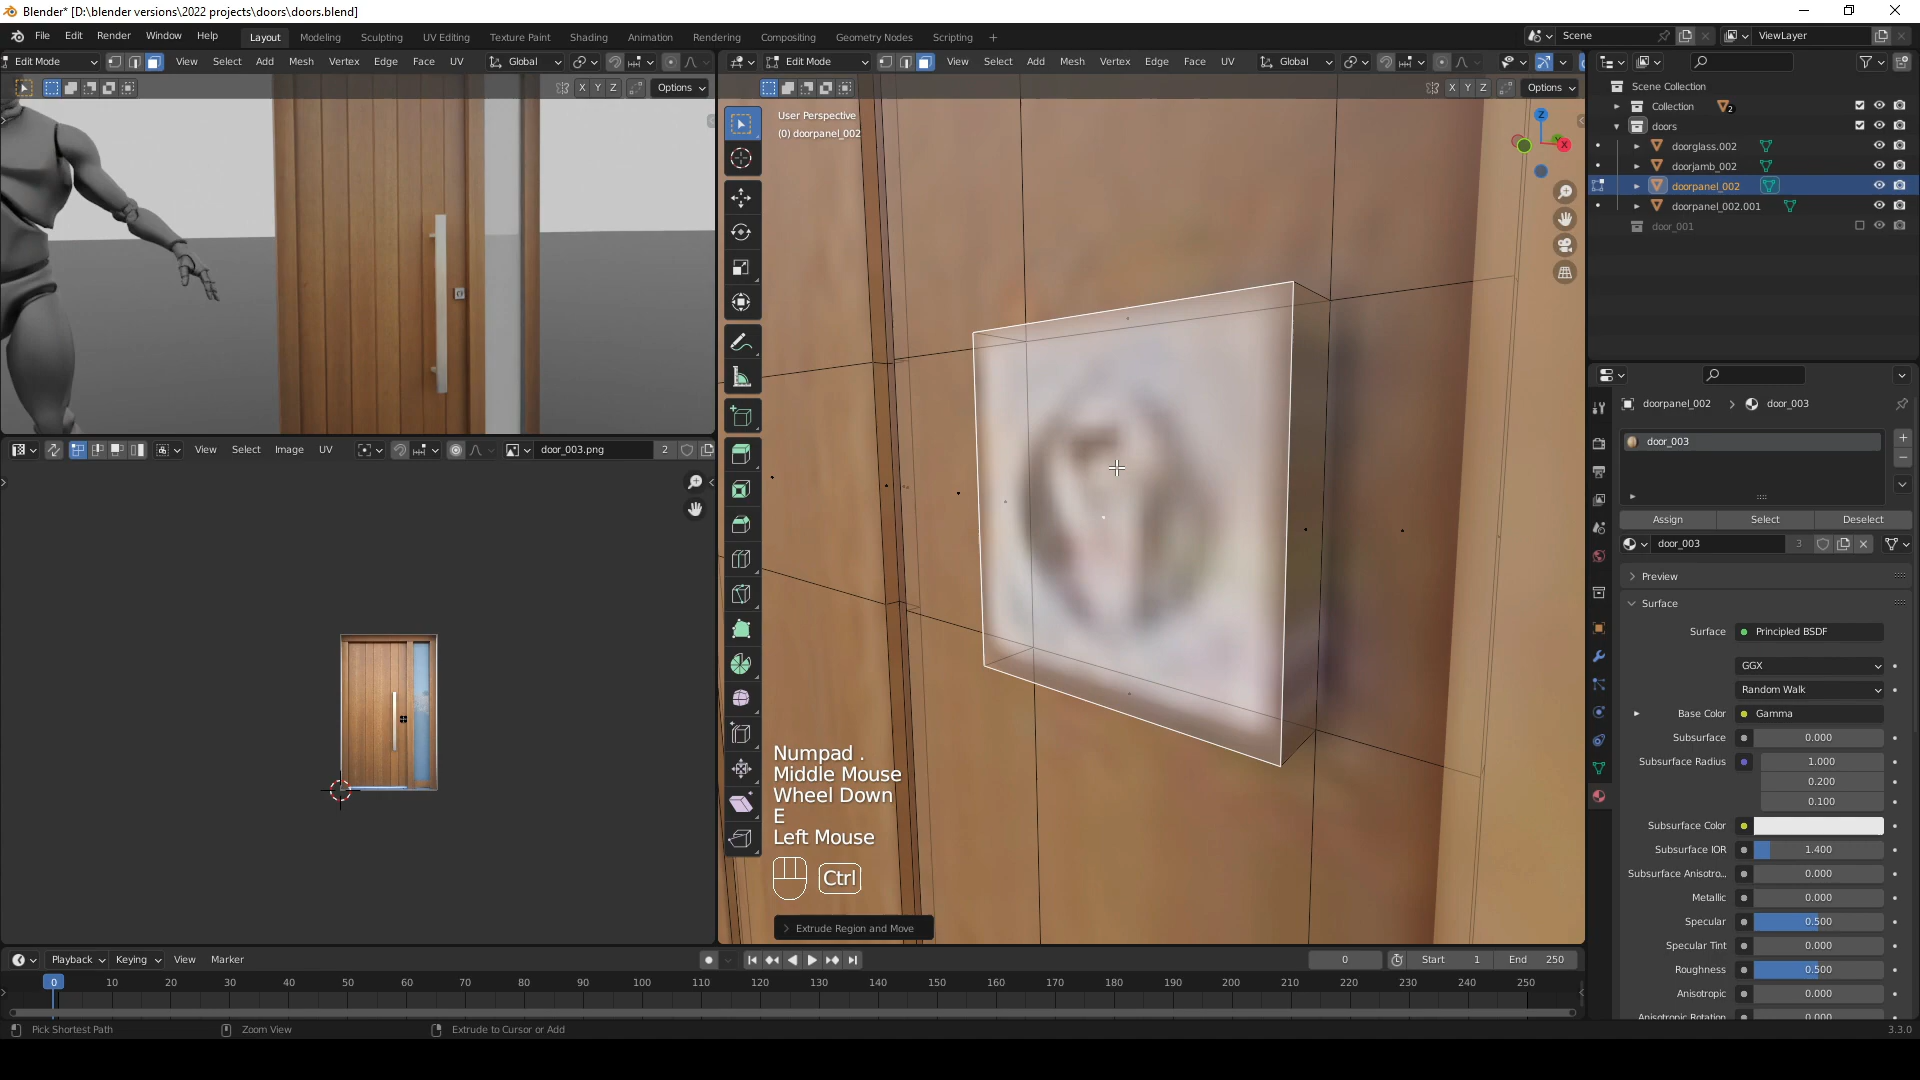 Blender* [D:\blender versions\2022 projects\doors\doors.blend]
File Edit Render Window Help Layout Modeling Sculpting UV Editing Texture Paint Shading Animation Rendering Compositing Geometry Nodes Scripting + Scene ViewLayer
Edit Mode View Select Add Mesh Vertex Edge Face UV Global
Edit Mode View Select Add Mesh Vertex Edge Face UV Global
X Y Z Options
X Y Z Options
User Perspective
(0) doorpanel_002
Z
X
Scene Collection
Collection 2
doors
doorglass.002
doorjamb_002
doorpanel_002
doorpanel_002.001
door_001
View Select Image UV door_003.png 2
Numpad .
Middle Mouse
Wheel Down
E
Left Mouse
Ctrl
Extrude Region and Move
doorpanel_002 door_003
door_003
Assign Select Deselect
door_003 3
Preview
Surface
Surface Principled BSDF
GGX
Random Walk
Base Color Gamma
Subsurface 0.000
Subsurface Radius 1.000
0.200
0.100
Subsurface Color
Subsurface IOR 1.400
Subsurface Anisotro... 0.000
Metallic 0.000
Specular 0.500
Specular Tint 0.000
Roughness 0.500
Anisotropic 0.000
Anisotropic Rotation 0.000
Playback Keying View Marker 0 Start 1 End 250
0 10 20 30 40 50 60 70 80 90 100 110 120 130 140 150 160 170 180 190 200 210 220 230 240 250
Pick Shortest Path Zoom View Extrude to Cursor or Add 3.3.0